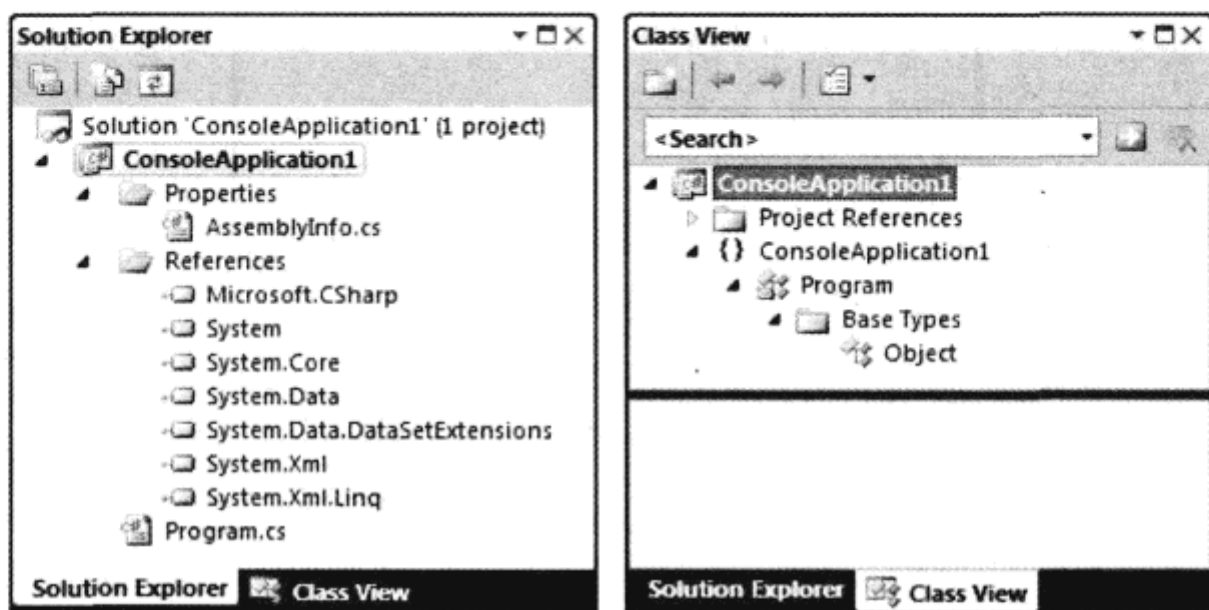 Solution Explorer
Solution 'ConsoleApplication1' (1 project)
ConsoleApplication1
Properties
AssemblyInfo.cs
References
Microsoft.CSharp
System
System.Core
System.Data
System.Data.DataSetExtensions
System.Xml
System.Xml.Linq
Program.cs
Solution Explorer Class View
Class View
<Search>
ConsoleApplication1
Project References
{} ConsoleApplication1
Program
Base Types
Object
Solution Explorer Class View